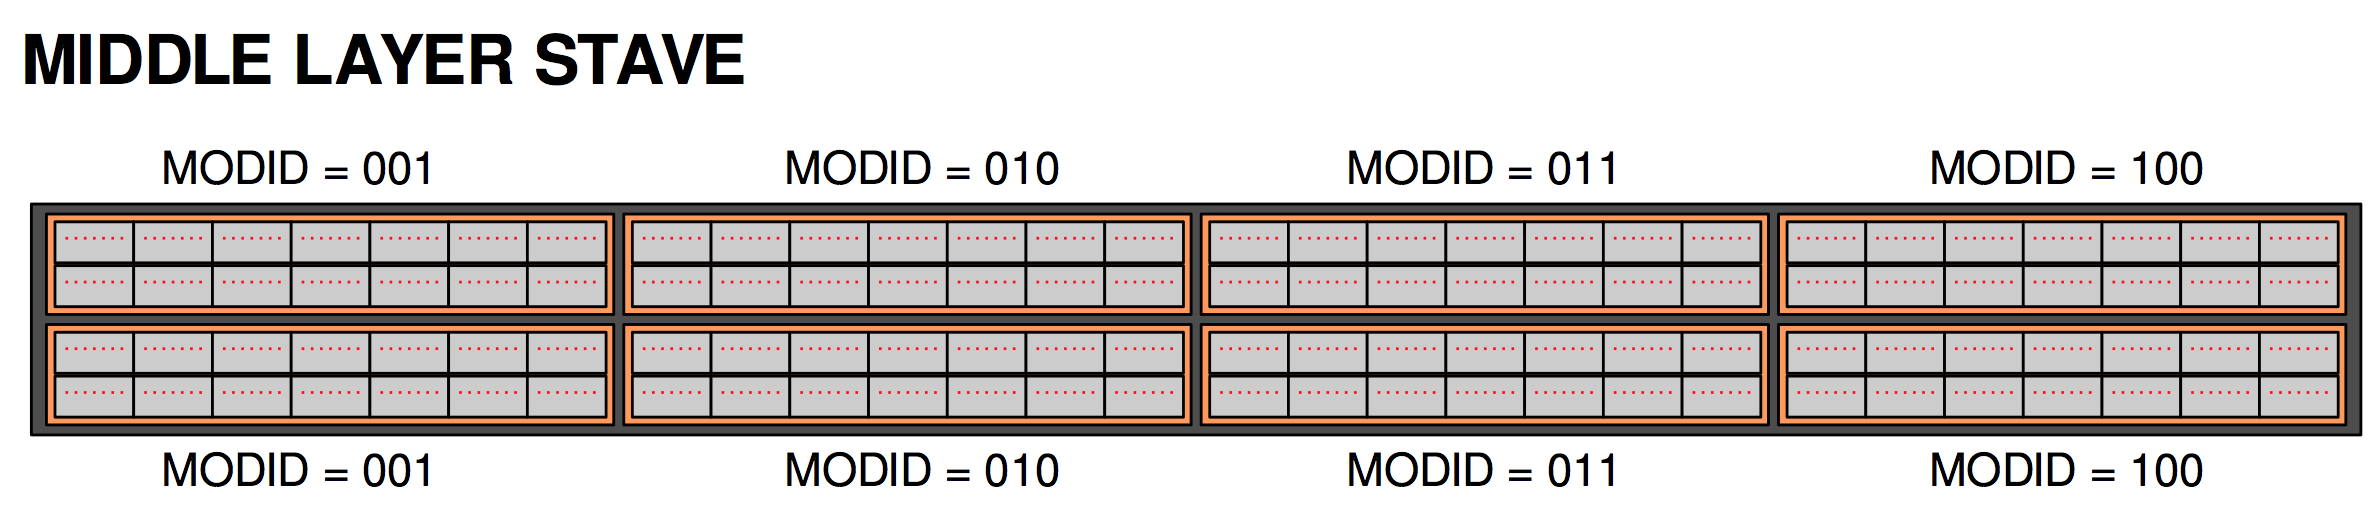 MIDDLE LAYER STAVE
MODID = 001 MODID = 010 MODID = 011 MODID = 100
MODID = 001 MODID = 010 MODID = 011 MODID = 100